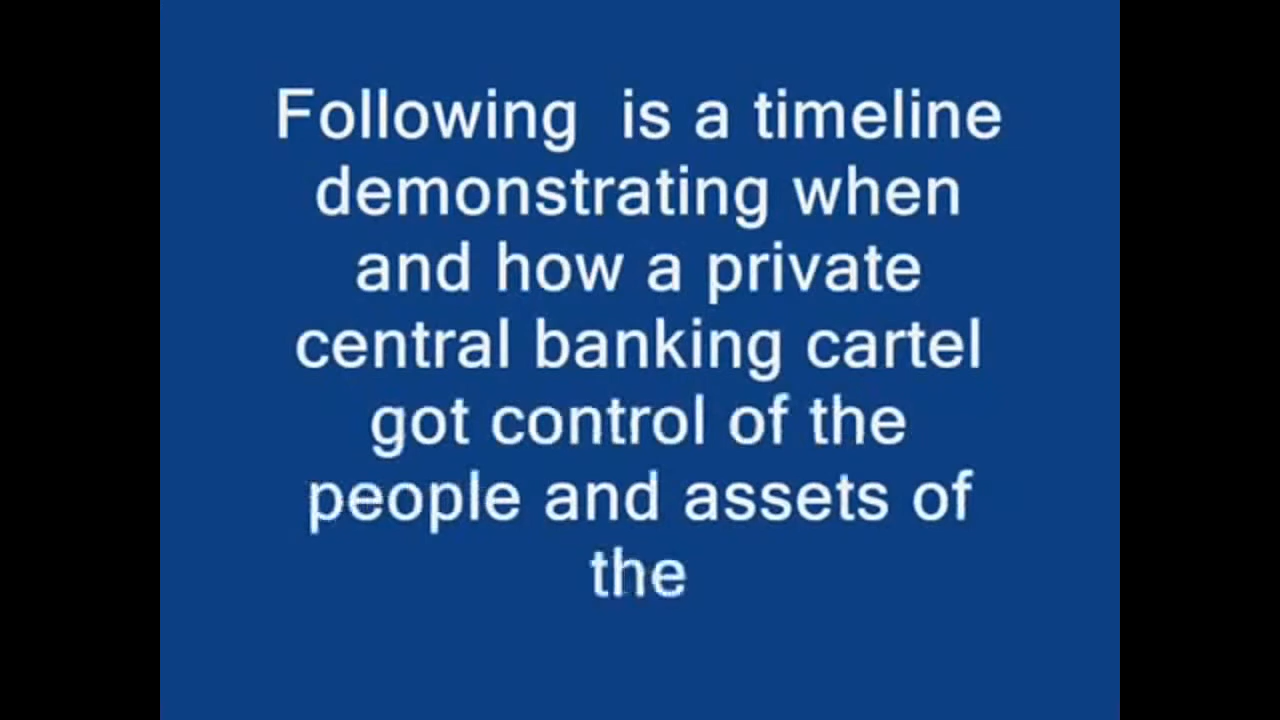 Following  is a timeline
demonstrating when
and how a private
central banking cartel
got control of the
people and assets of
the